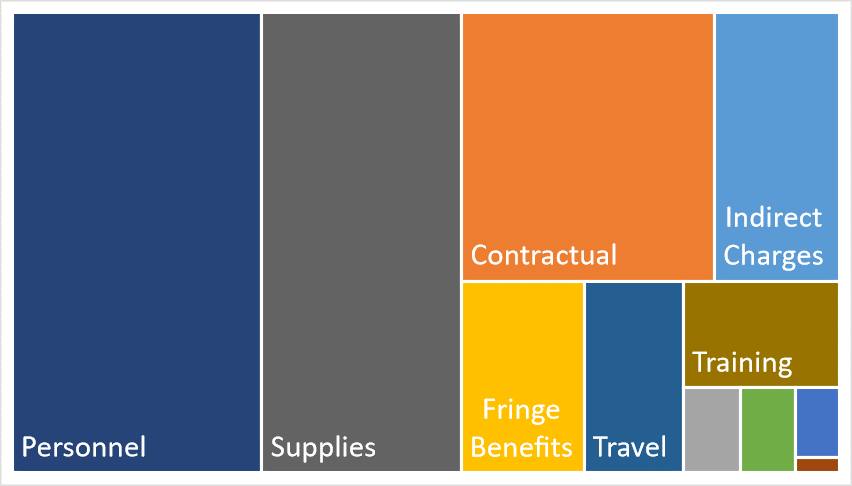 Personnel
Supplies
Contractual
Indirect
Charges
Fringe
Benefits
Travel
Training